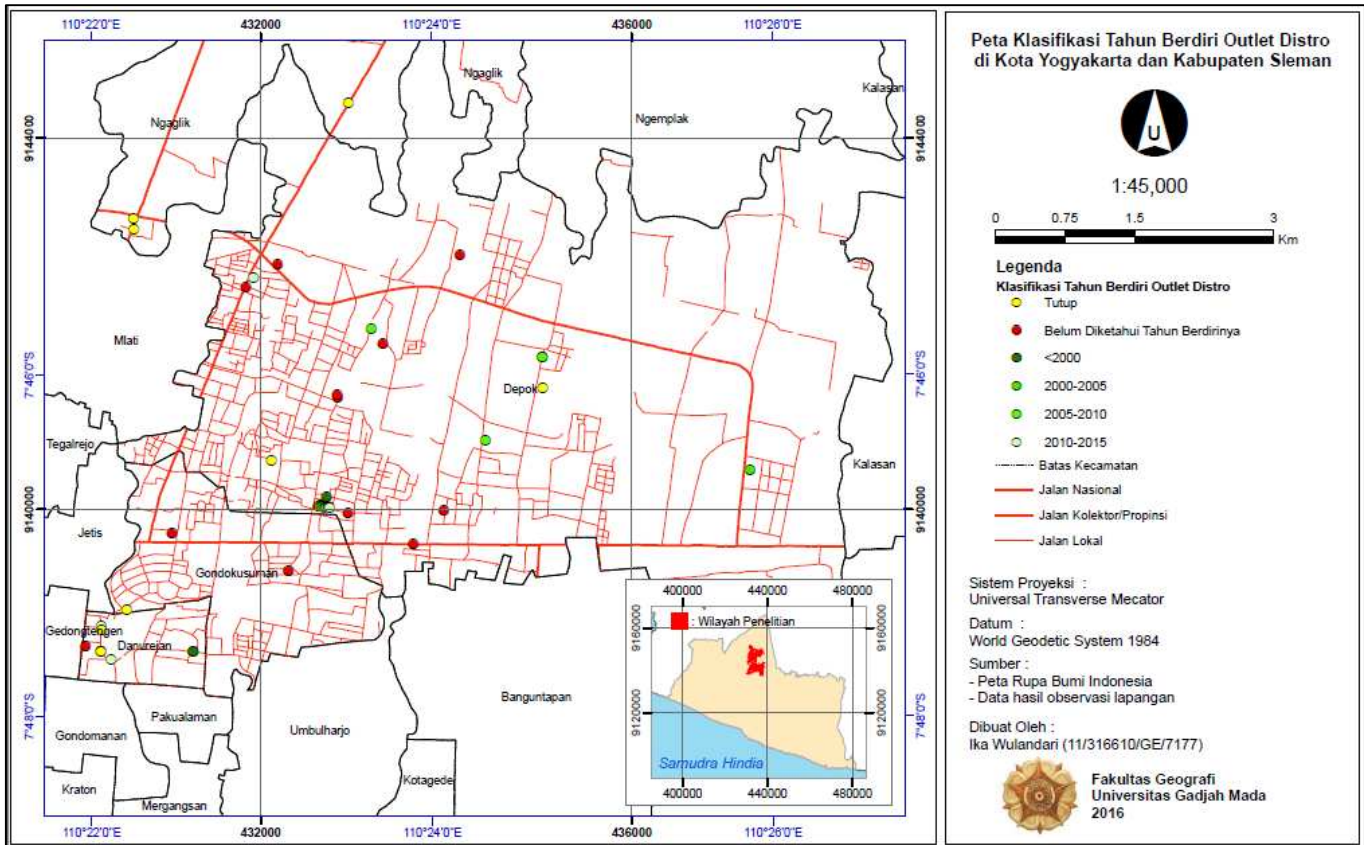 110°22'0"E
432000
110°24'0"E
436000
110°26'0"E
9144000
7°46'0"S
9140000
7°48'0"S
9144000
7°46'0"S
9140000
7°48'0"S
Ngaglik
Ngaglik
Ngemplak
Kalasan
Mlati
Depok
Tegalrejo
Kalasan
Jetis
Gondokusuman
Gedongtengen
Danurejan
Pakualaman
Gondomanan
Umbulharjo
Banguntapan
Kraton
Mergangsan
Kotagede
400000
440000
480000
9160000
9120000
9160000
9120000
: Wilayah Penelitian
Samudra Hindia
400000
440000
480000
110°22'0"E
432000
110°24'0"E
436000
110°26'0"E
Peta Klasifikasi Tahun Berdiri Outlet Distro
di Kota Yogyakarta dan Kabupaten Sleman
U
1:45,000
0 0.75 1.5 3
Km
Legenda
Klasifikasi Tahun Berdiri Outlet Distro
Tutup
Belum Diketahui Tahun Berdirinya
<2000
2000-2005
2005-2010
2010-2015
Batas Kecamatan
Jalan Nasional
Jalan Kolektor/Propinsi
Jalan Lokal
Sistem Proyeksi :
Universal Transverse Mecator
Datum :
World Geodetic System 1984
Sumber :
- Peta Rupa Bumi Indonesia
- Data hasil observasi lapangan
Dibuat Oleh :
Ika Wulandari (11/316610/GE/7177)
Fakultas Geografi
Universitas Gadjah Mada
2016